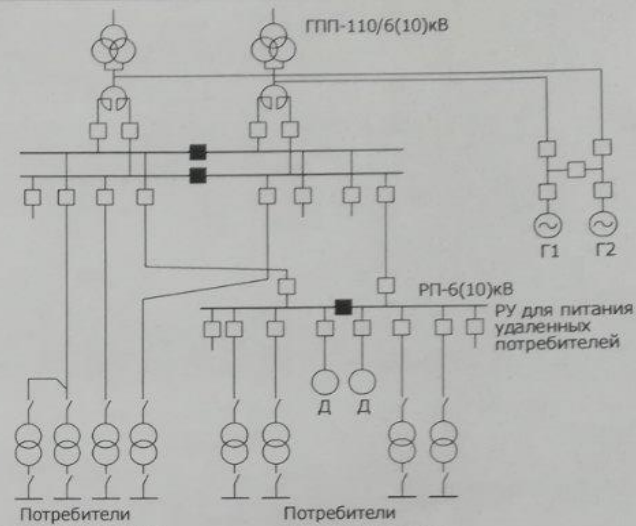 ГПП-110/6(10)кВ
Г1
Г2
РП-6(10)кВ
РУ для питания
удаленных
потребителей
Д
Д
Потребители
Потребители